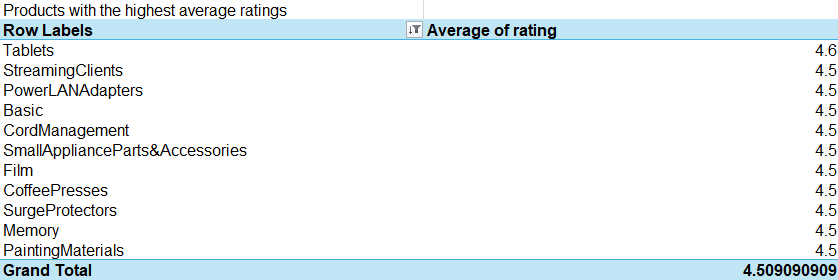 Products with the highest average ratings
Row Labels Average of rating
Tablets 4.6
StreamingClients 4.5
PowerLANAdapters 4.5
Basic 4.5
CordManagement 4.5
SmallApplianceParts&Accessories 4.5
Film 4.5
CoffeePresses 4.5
SurgeProtectors 4.5
Memory 4.5
PaintingMaterials 4.5
Grand Total 4.509090909